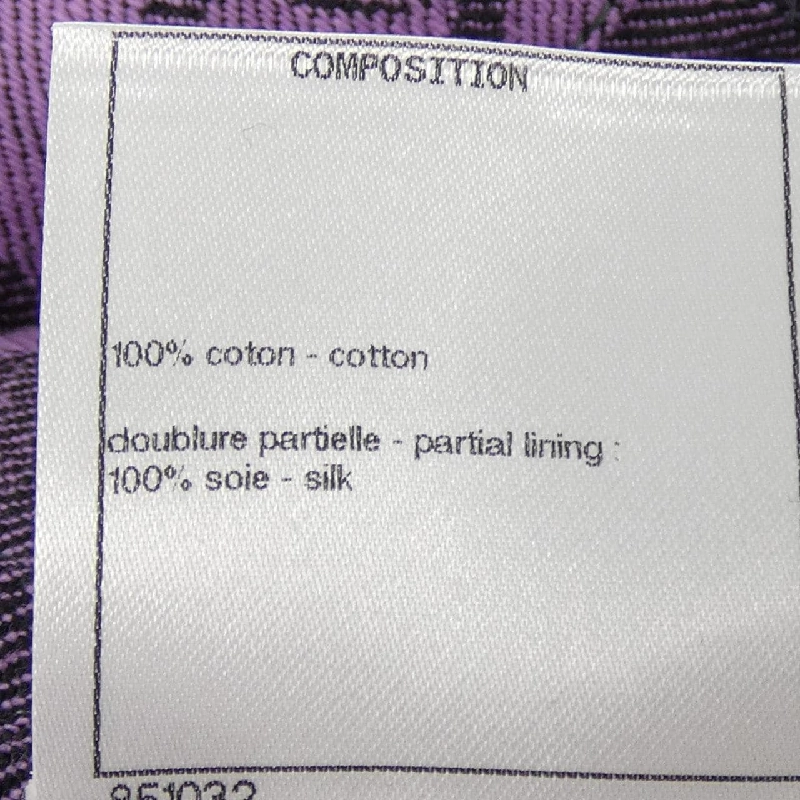 COMPOSITION
100% coton - cotton
doublure partielle - partial lining :
100% soie - silk